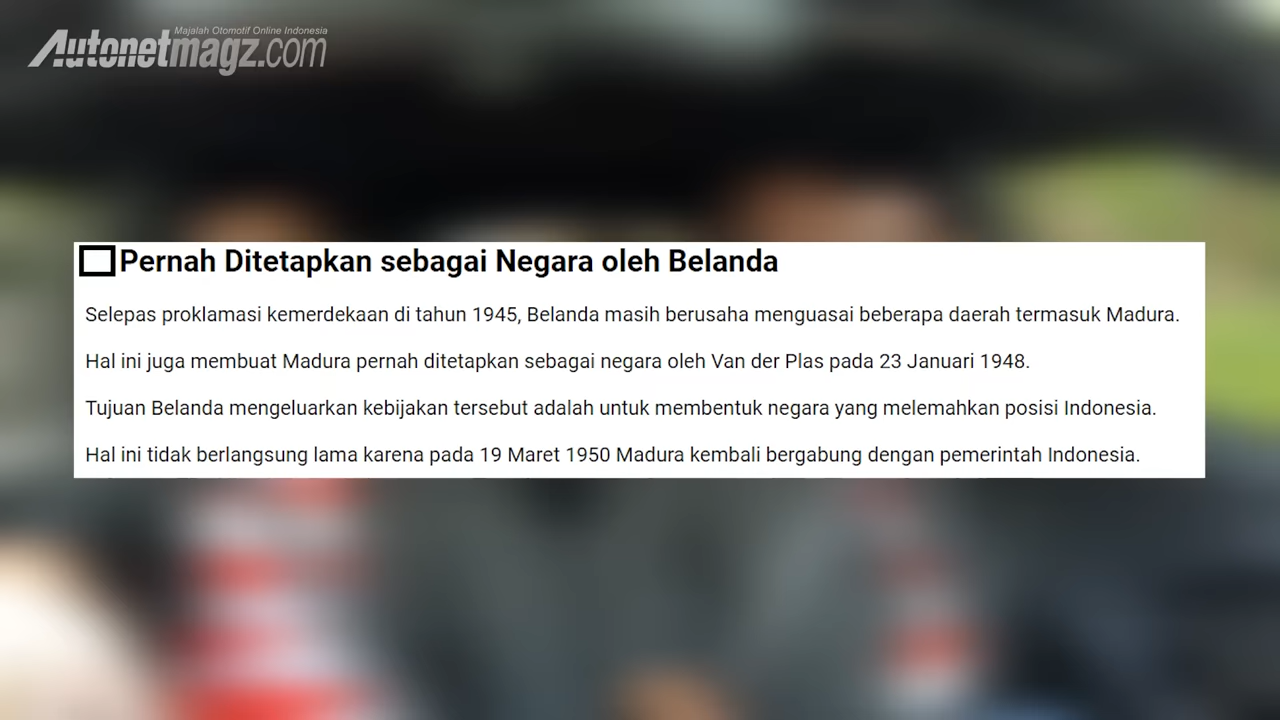 Majalah Otomotif Online Indonesia
Autonetmagz.com
Pernah Ditetapkan sebagai Negara oleh Belanda
Selepas proklamasi kemerdekaan di tahun 1945, Belanda masih berusaha menguasai beberapa daerah termasuk Madura.
Hal ini juga membuat Madura pernah ditetapkan sebagai negara oleh Van der Plas pada 23 Januari 1948.
Tujuan Belanda mengeluarkan kebijakan tersebut adalah untuk membentuk negara yang melemahkan posisi Indonesia.
Hal ini tidak berlangsung lama karena pada 19 Maret 1950 Madura kembali bergabung dengan pemerintah Indonesia.